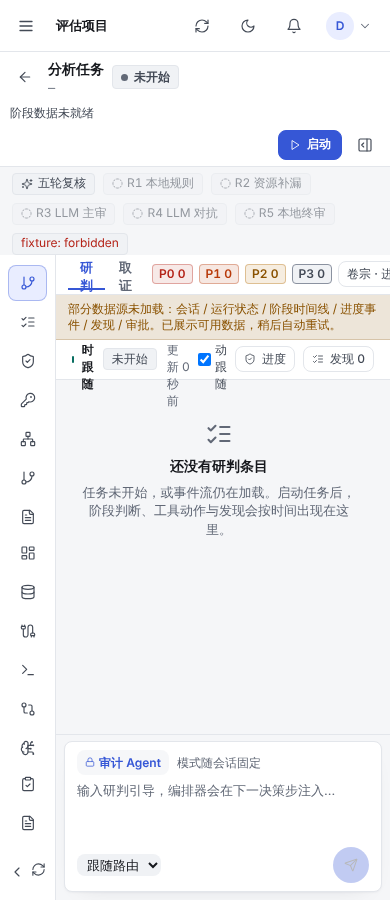 评估项目
D
分析任务
未开始
–
阶段数据未就绪
启动
五轮复核
R1 本地规则
R2 资源补漏
R3 LLM 主审
R4 LLM 对抗
R5 本地终审
fixture: forbidden
研判
取证
P0 0
P1 0
P2 0
P3 0
卷宗 · 进
部分数据源未加载：会话 / 运行状态 / 阶段时间线 / 进度事
件 / 发现 / 审批。已展示可用数据，稍后自动重试。
时跟随
未开始
更新 0 秒前
动跟随
进度
发现 0
还没有研判条目
任务未开始，或事件流仍在加载。启动任务后，
阶段判断、工具动作与发现会按时间出现在这
里。
审计 Agent
模式随会话固定
输入研判引导，编排器会在下一决策步注入...
跟随路由